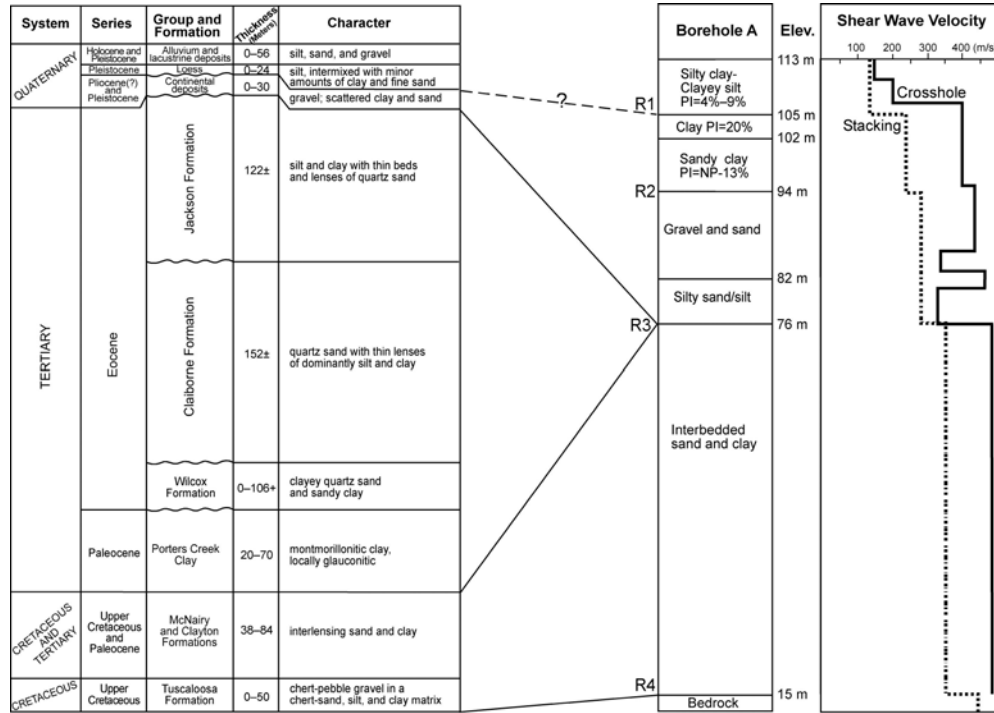 System
Series
Group and
Formation
Thickness
(Meters)
Character
QUATERNARY
Holocene and
Pleistocene
Alluvium and
lacustrine deposits
0–56
silt, sand, and gravel
Pleistocene
Loess
0–24
silt, intermixed with minor
amounts of clay and fine sand
Pliocene(?)
and
Pleistocene
Continental
deposits
0–30
gravel; scattered clay and sand
TERTIARY
Eocene
Jackson Formation
122±
silt and clay with thin beds
and lenses of quartz sand
Claiborne Formation
152±
quartz sand with thin lenses
of dominantly silt and clay
Wilcox
Formation
0–106+
clayey quartz sand
and sandy clay
Paleocene
Porters Creek
Clay
20–70
montmorillonitic clay,
locally glauconitic
CRETACEOUS
AND
TERTIARY
Upper
Cretaceous
and
Paleocene
McNairy
and Clayton
Formations
38–84
interlensing sand and clay
CRETACEOUS
Upper
Cretaceous
Tuscaloosa
Formation
0–50
chert-pebble gravel in a
chert-sand, silt, and clay matrix
?
R1
R2
R3
R4
Borehole A
Elev.
113 m
Silty clay-
Clayey silt
PI=4%–9%
105 m
Clay PI=20%
102 m
Sandy clay
PI=NP-13%
94 m
Gravel and sand
82 m
Silty sand/silt
76 m
Interbedded
sand and clay
15 m
Bedrock
Shear Wave Velocity
100 200 300 400 (m/s
Crosshole
Stacking